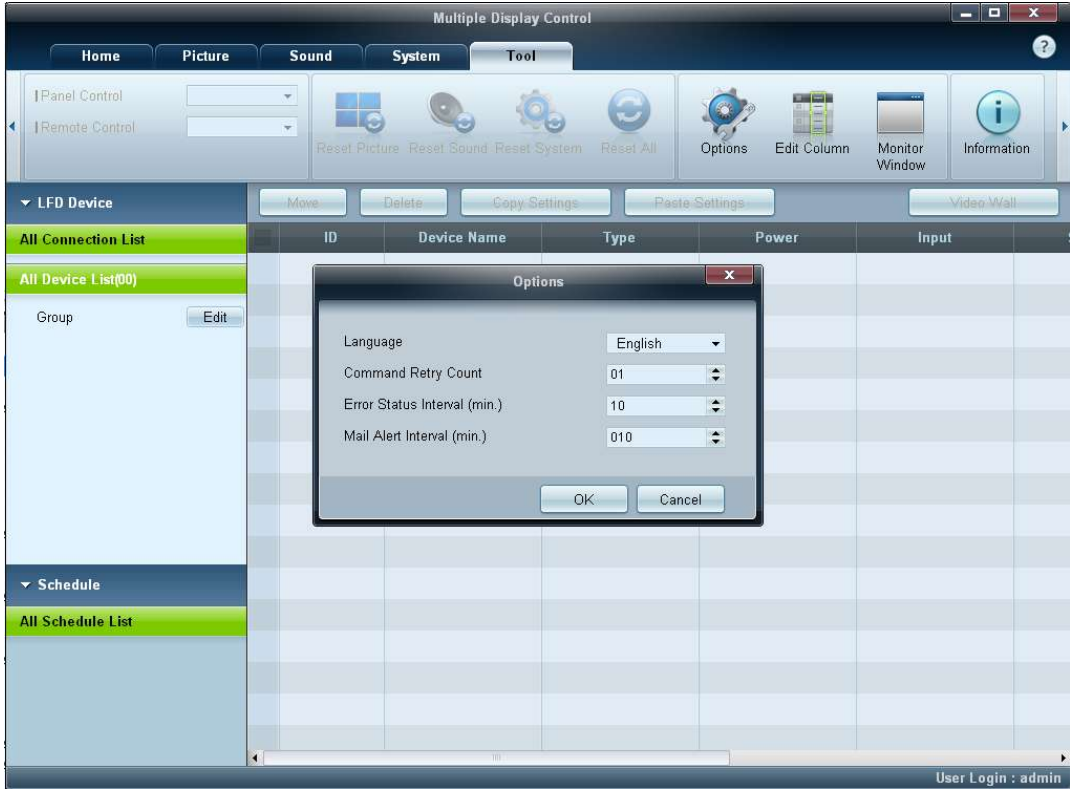 Multiple Display Control
Home Picture Sound System Tool
Panel Control
Remote Control
Reset Picture Reset Sound Reset System Reset All
Options Edit Column Monitor Window Information
LFD Device
Move Delete Copy Settings Paste Settings Video Wall
All Connection List
ID Device Name Type Power Input
All Device List(00)
Group Edit
Options
Language English
Command Retry Count 01
Error Status Interval (min.) 10
Mail Alert Interval (min.) 010
OK Cancel
Schedule
All Schedule List
User Login : admin